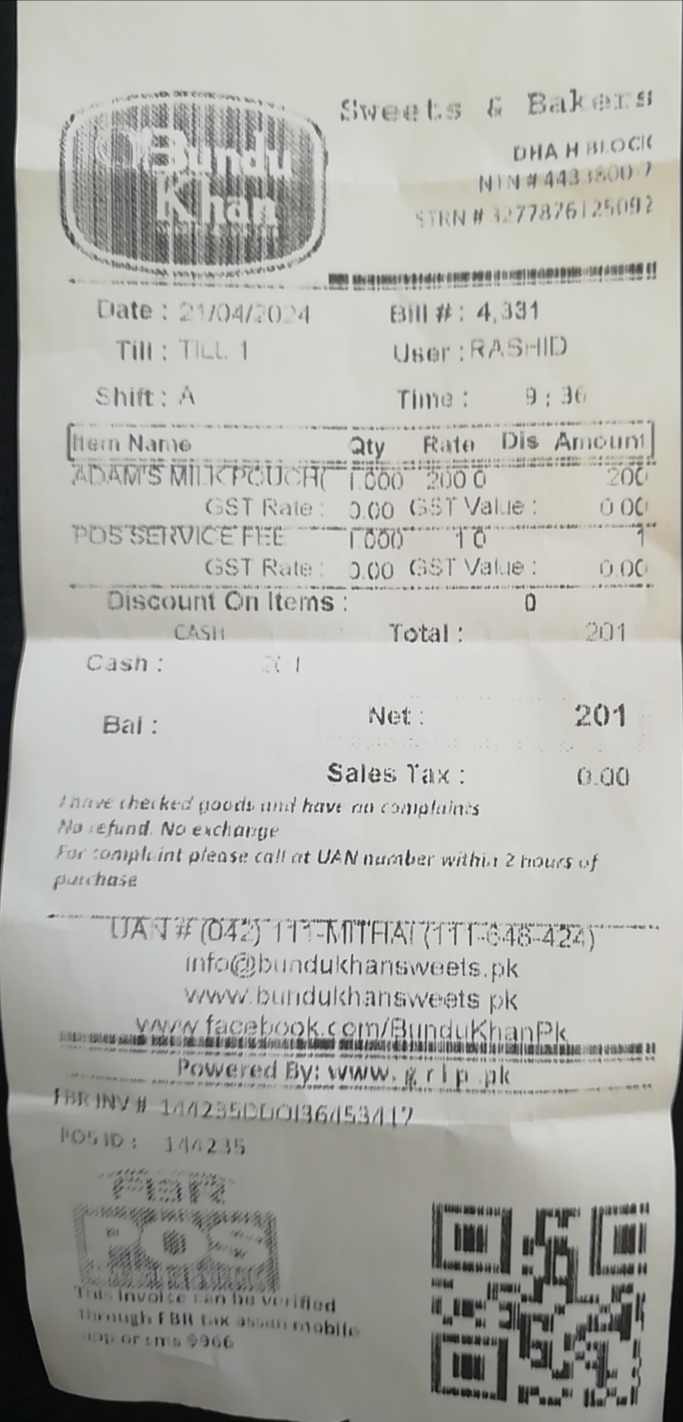 Bundu
Khan
Sweets & Bakers
DHA H BLOCK
NTN #
STRN # 3277876125092
Date : 21/04/2024 Bill # : 4,331
Till : TILL 1 User : RASHID
Shift : A Time : 9 : 36
Item Name Qty Rate Dis Amount
ADAM'S MILK POUCH( 1.000 200.0 200
GST Rate : 0.00 GST Value : 0.00
POS SERVICE FEE 1.000 1.0 1
GST Rate : 0.00 GST Value : 0.00
Discount On Items : 0
CASH Total : 201
Cash : 201
Net : 201
Bal :
Sales Tax : 0.00
I have checked goods and have no complaints
No refund. No exchange
For complaint please call at UAN number within 2 hours of
purchase
UAN # (042) 111-MITHAI (111-648-424)
info@bundukhansweets.pk
www.bundukhansweets.pk
www.facebook.com/BunduKhanPk
Powered By: www. g r l p .pk
FBR INV #
POS ID : 144235
FBR
POS
This invoice can be verified
through FBR tax asaan mobile
app or sms 9966